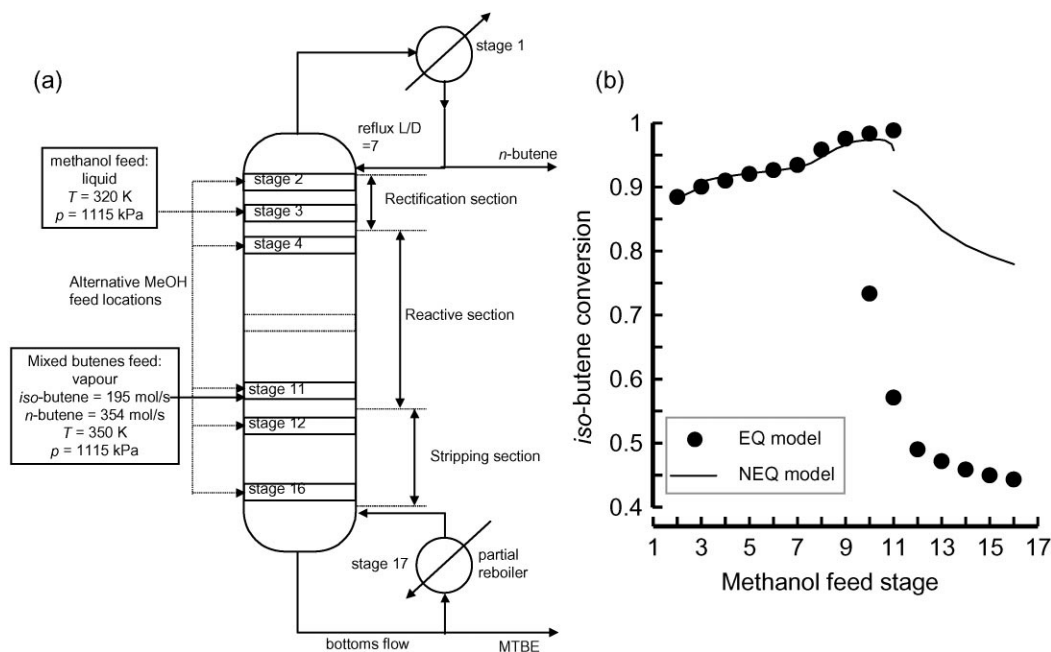 (a)
stage 1
reflux L/D
=7
n-butene
methanol feed:
liquid
T = 320 K
p = 1115 kPa
stage 2
stage 3
stage 4
Rectification section
Alternative MeOH
feed locations
Reactive section
Mixed butenes feed:
vapour
iso-butene = 195 mol/s
n-butene = 354 mol/s
T = 350 K
p = 1115 kPa
stage 11
stage 12
Stripping section
stage 16
stage 17
partial
reboiler
bottoms flow
MTBE
(b)
iso-butene conversion
1
0.9
0.8
0.7
0.6
0.5
0.4
EQ model
NEQ model
1 3 5 7 9 11 13 15 17
Methanol feed stage